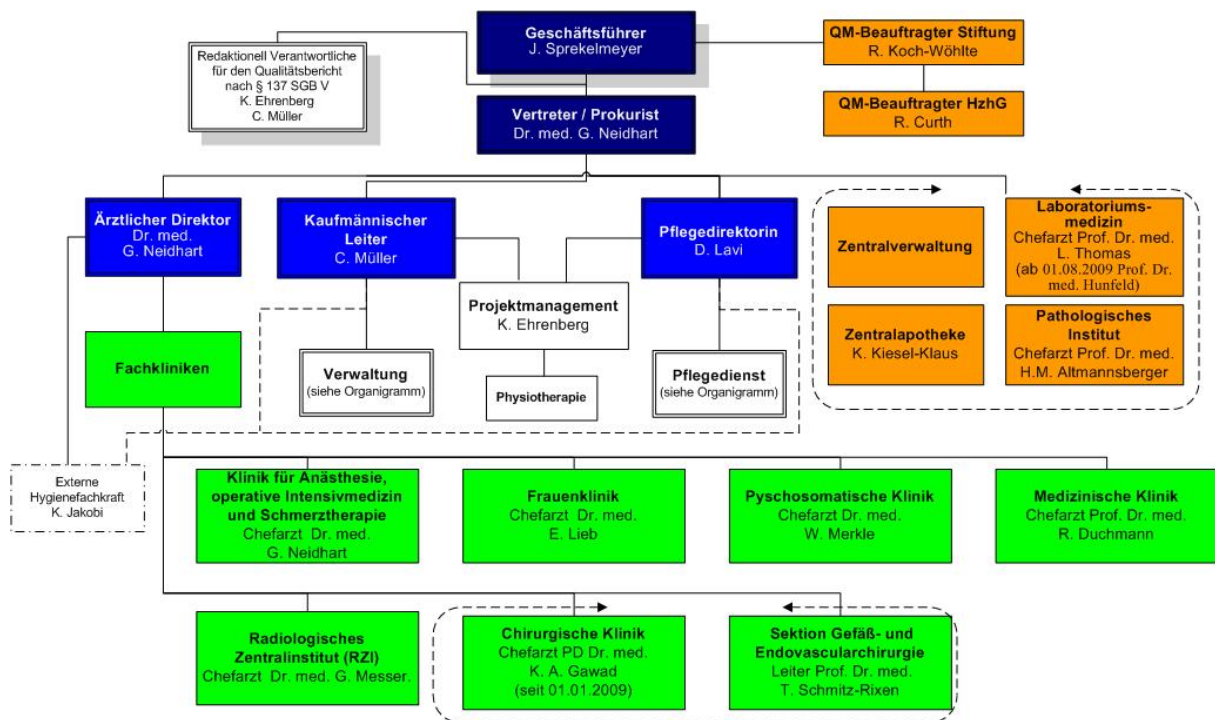 Geschäftsführer
J. Sprekelmeyer
QM-Beauftragter Stiftung
R. Koch-Wöhlte
Redaktionell Verantwortliche
für den Qualitätsbericht
nach § 137 SGB V
K. Ehrenberg
C. Müller
Vertreter / Prokurist
Dr. med. G. Neidhart
QM-Beauftragter HzhG
R. Curth
Ärztlicher Direktor
Dr. med.
G. Neidhart
Kaufmännischer
Leiter
C. Müller
Pflegedirektorin
D. Lavi
Zentralverwaltung
Laboratoriums-
medizin
Chefarzt Prof. Dr. med.
L. Thomas
(ab 01.08.2009 Prof. Dr.
med. Hunfeld)
Projektmanagement
K. Ehrenberg
Fachkliniken
Verwaltung
(siehe Organigramm)
Physiotherapie
Pflegedienst
(siehe Organigramm)
Zentralapotheke
K. Kiesel-Klaus
Pathologisches
Institut
Chefarzt Prof. Dr. med.
H.M. Altmannsberger
Externe
Hygienefachkraft
K. Jakobi
Klinik für Anästhesie,
operative Intensivmedizin
und Schmerztherapie
Chefarzt Dr. med.
G. Neidhart
Frauenklinik
Chefarzt Dr. med.
E. Lieb
Pyschosomatische Klinik
Chefarzt Dr. med.
W. Merkle
Medizinische Klinik
Chefarzt Prof. Dr. med.
R. Duchmann
Radiologisches
Zentralinstitut (RZI)
Chefarzt Dr. med. G. Messer.
Chirurgische Klinik
Chefarzt PD Dr. med.
K. A. Gawad
(seit 01.01.2009)
Sektion Gefäß- und
Endovascularchirurgie
Leiter Prof. Dr. med.
T. Schmitz-Rixen